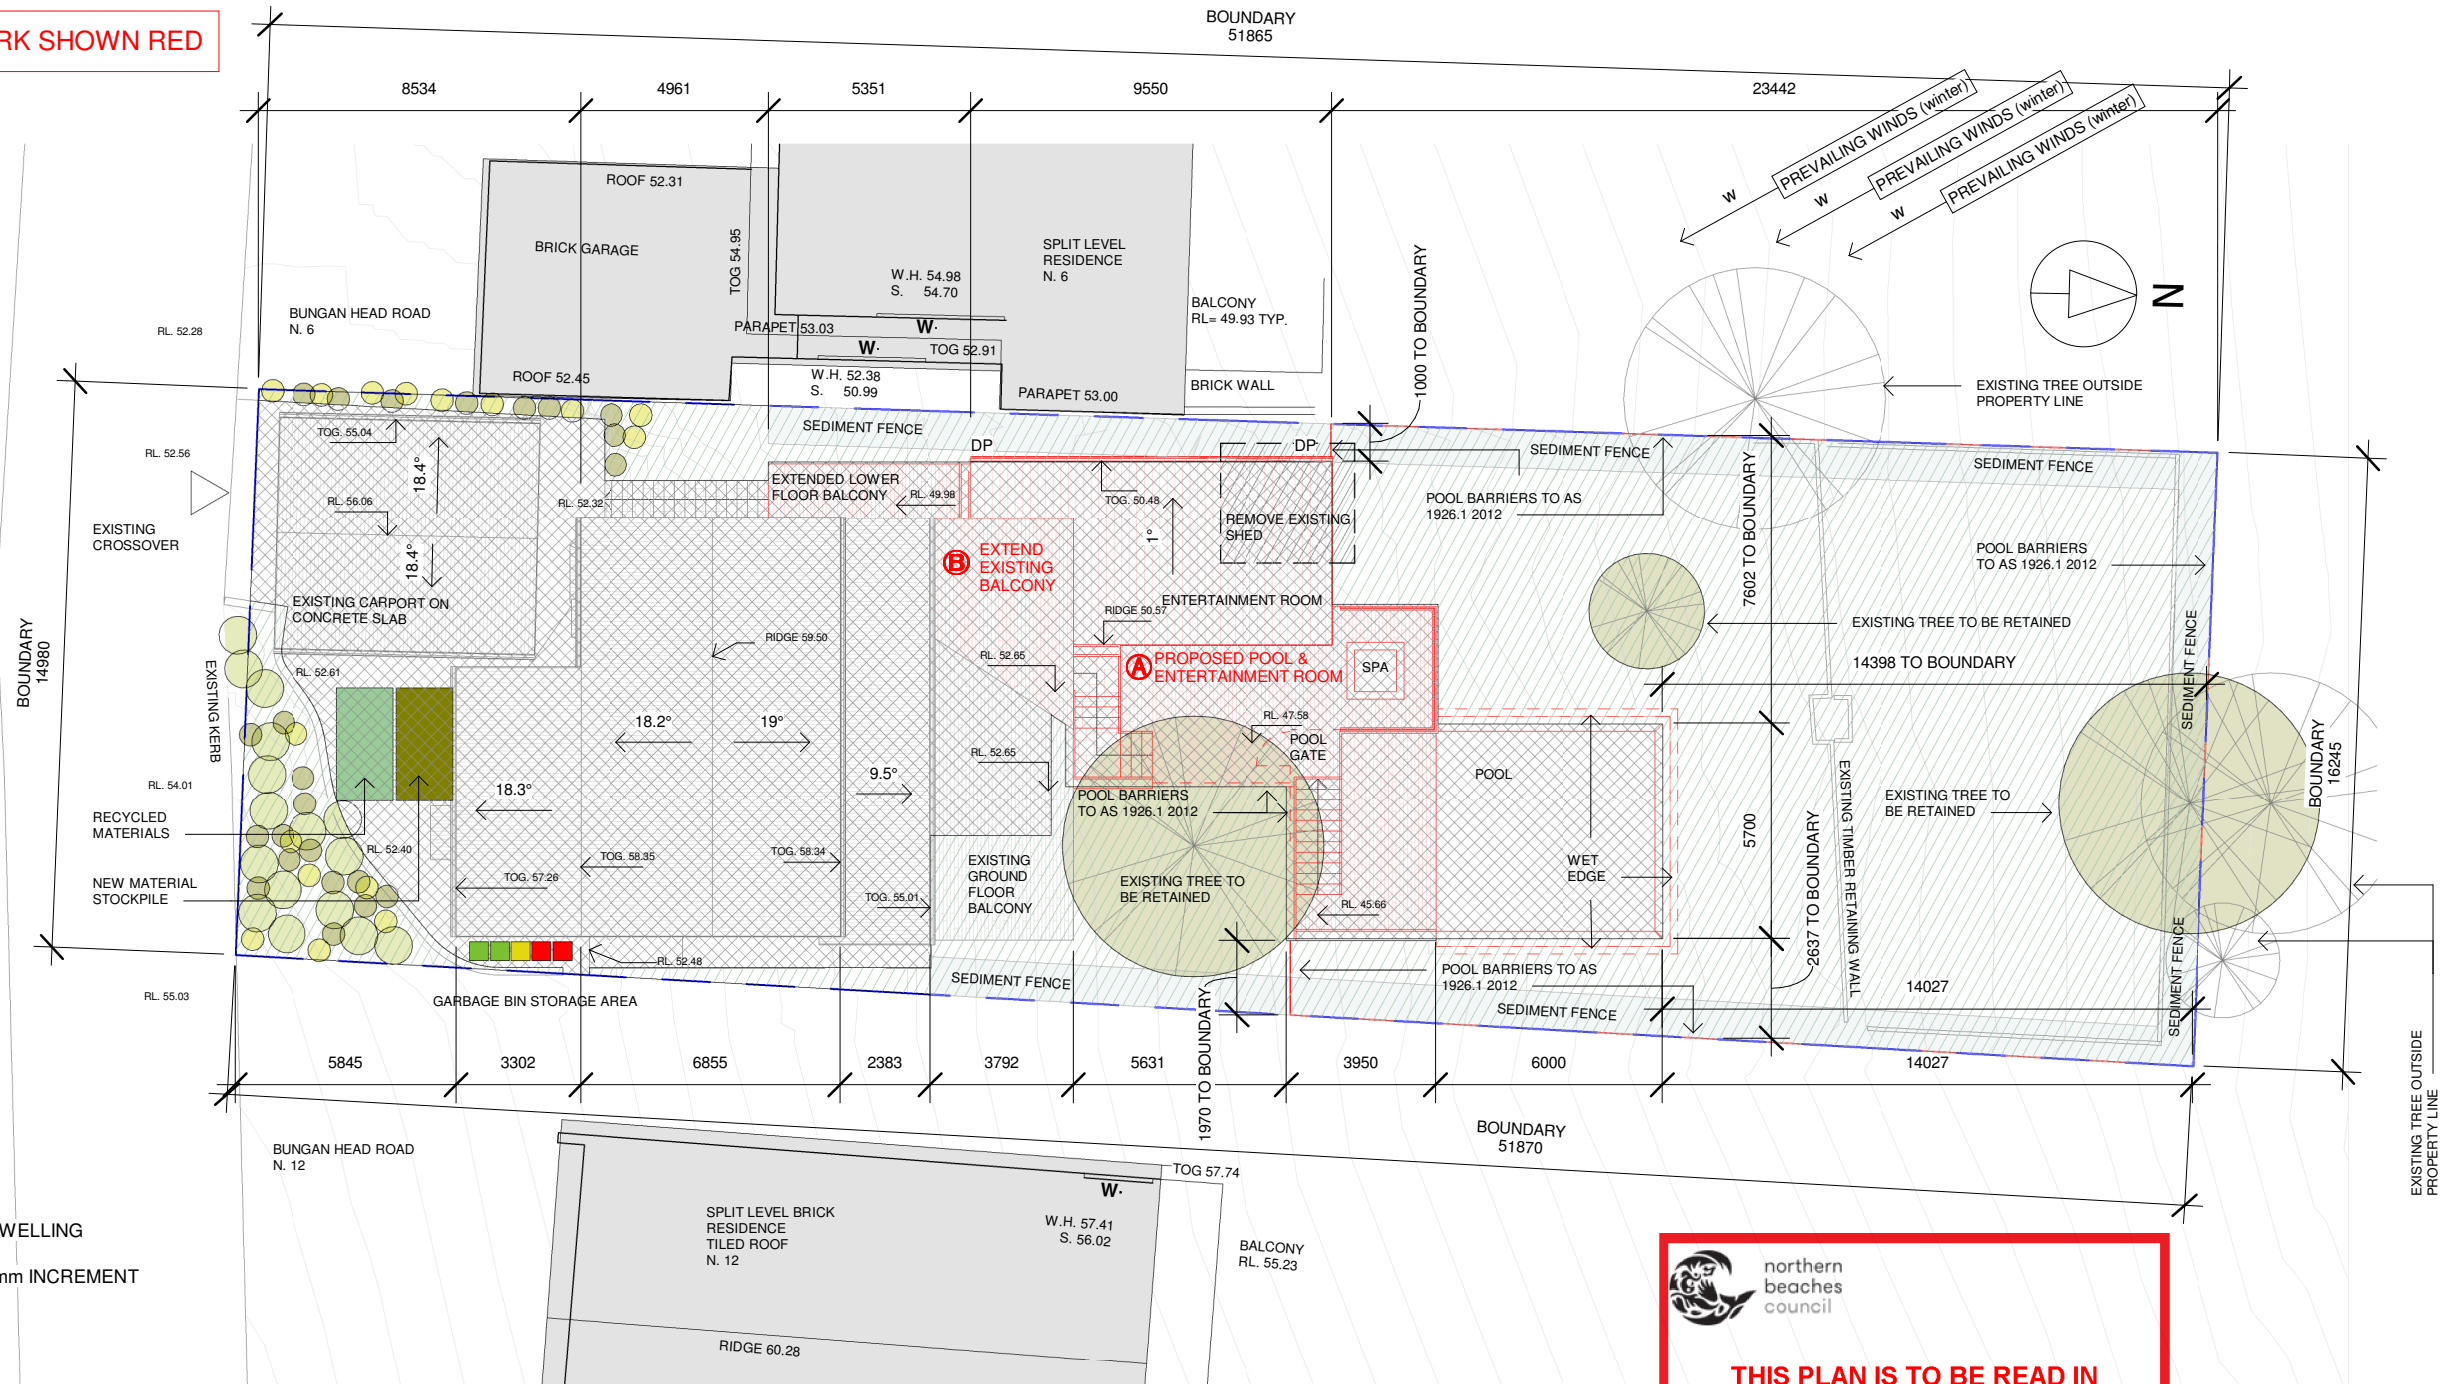 RK SHOWN RED
BOUNDARY
51865
8534
4961
5351
9550
23442
PREVAILING WINDS (winter)
PREVAILING WINDS (winter)
PREVAILING WINDS (winter)
W
W
W
N
ROOF 52.31
BRICK GARAGE
TOG 54.95
SPLIT LEVEL
RESIDENCE
N. 6
W.H. 54.98
S. 54.70
BUNGAN HEAD ROAD
N. 6
RL. 52.28
PARAPET 53.03
W.
W.
TOG 52.91
BALCONY
RL= 49.93 TYP.
ROOF 52.45
W.H. 52.38
S. 50.99
PARAPET 53.00
BRICK WALL
1000 TO BOUNDARY
EXISTING TREE OUTSIDE
PROPERTY LINE
SEDIMENT FENCE
DP
DP
SEDIMENT FENCE
SEDIMENT FENCE
TOG. 55.04
18.4°
RL. 52.56
RL. 56.06
RL. 52.32
EXTENDED LOWER
FLOOR BALCONY
RL. 49.98
TOG. 50.48
1°
REMOVE EXISTING
SHED
POOL BARRIERS TO AS
1926.1 2012
7602 TO BOUNDARY
POOL BARRIERS
TO AS 1926.1 2012
EXISTING
CROSSOVER
18.4°
B
EXTEND
EXISTING
BALCONY
EXISTING CARPORT ON
CONCRETE SLAB
ENTERTAINMENT ROOM
RIDGE 50.57
EXISTING TREE TO BE RETAINED
SEDIMENT FENCE
BOUNDARY
14980
RIDGE 59.50
RL. 52.65
A
PROPOSED POOL &
ENTERTAINMENT ROOM
SPA
14398 TO BOUNDARY
EXISTING KERB
RL. 52.61
18.2°
19°
RL. 47.58
POOL
GATE
RL. 52.65
POOL
BOUNDARY
16245
RL. 54.01
18.3°
9.5°
POOL BARRIERS
TO AS 1926.1 2012
EXISTING TIMBER RETAINING WALL
EXISTING TREE TO
BE RETAINED
RECYCLED
MATERIALS
RL. 52.40
5700
2637 TO BOUNDARY
TOG. 58.35
TOG. 58.34
TOG. 57.26
EXISTING
GROUND
FLOOR
BALCONY
EXISTING TREE TO
BE RETAINED
WET
EDGE
NEW MATERIAL
STOCKPILE
TOG. 55.01
RL. 45.66
RL. 52.48
RL. 55.03
GARBAGE BIN STORAGE AREA
SEDIMENT FENCE
POOL BARRIERS TO AS
1926.1 2012
SEDIMENT FENCE
14027
SEDIMENT FENCE
1970 TO BOUNDARY
5845
3302
6855
2383
3792
5631
3950
6000
14027
EXISTING TREE OUTSIDE
PROPERTY LINE
BOUNDARY
51870
BUNGAN HEAD ROAD
N. 12
TOG 57.74
W.
SPLIT LEVEL BRICK
RESIDENCE
TILED ROOF
N. 12
W.H. 57.41
S. 56.02
BALCONY
RL. 55.23
RIDGE 60.28
WELLING
mm INCREMENT
northern
beaches
council
THIS PLAN IS TO BE READ IN